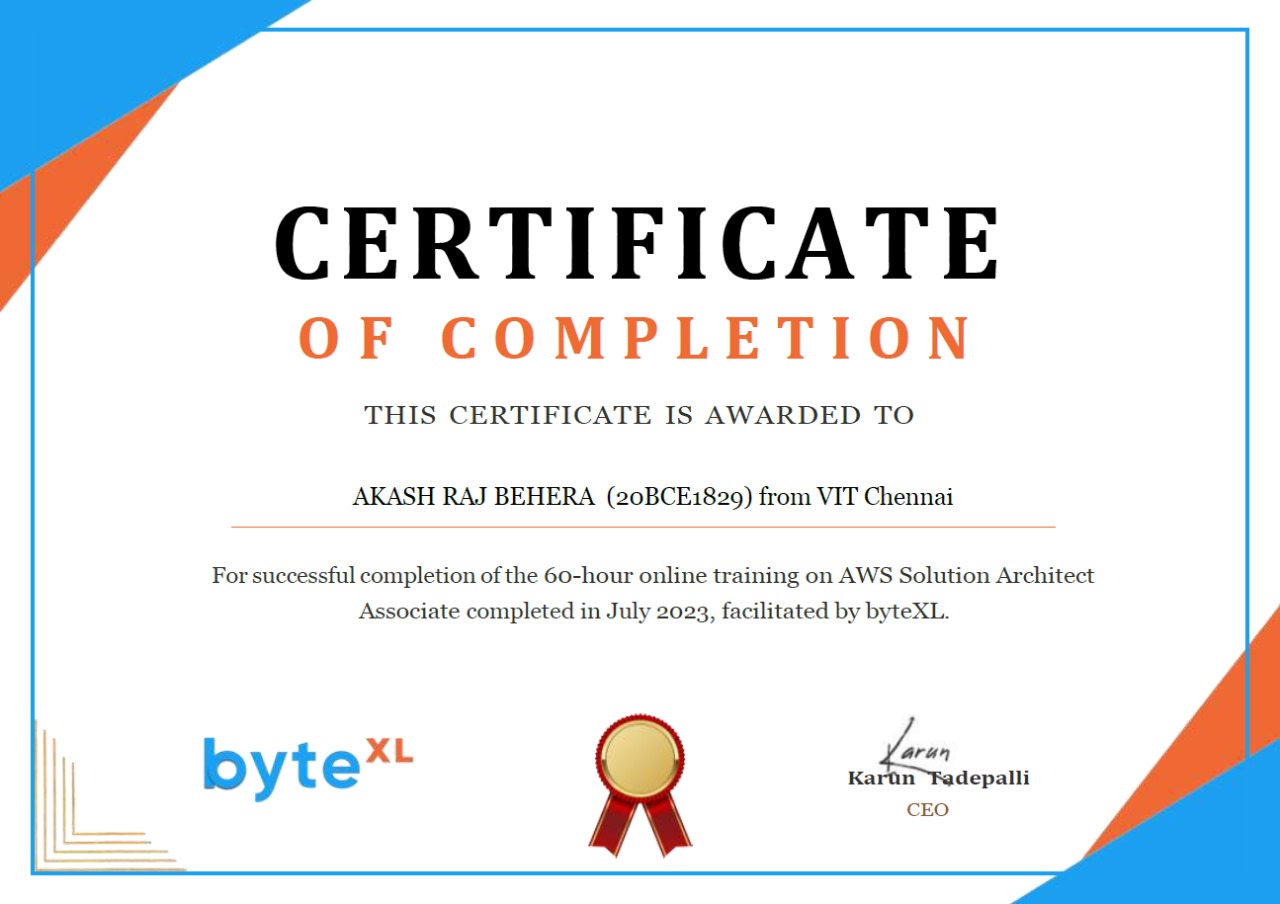 CERTIFICATE
OF COMPLETION
THIS CERTIFICATE IS AWARDED TO
AKASH RAJ BEHERA (20BCE1829) from VIT Chennai
For successful completion of the 60-hour online training on AWS Solution Architect
Associate completed in July 2023, facilitated by byteXL.
byteXL
Karun
Karun Tadepalli
CEO